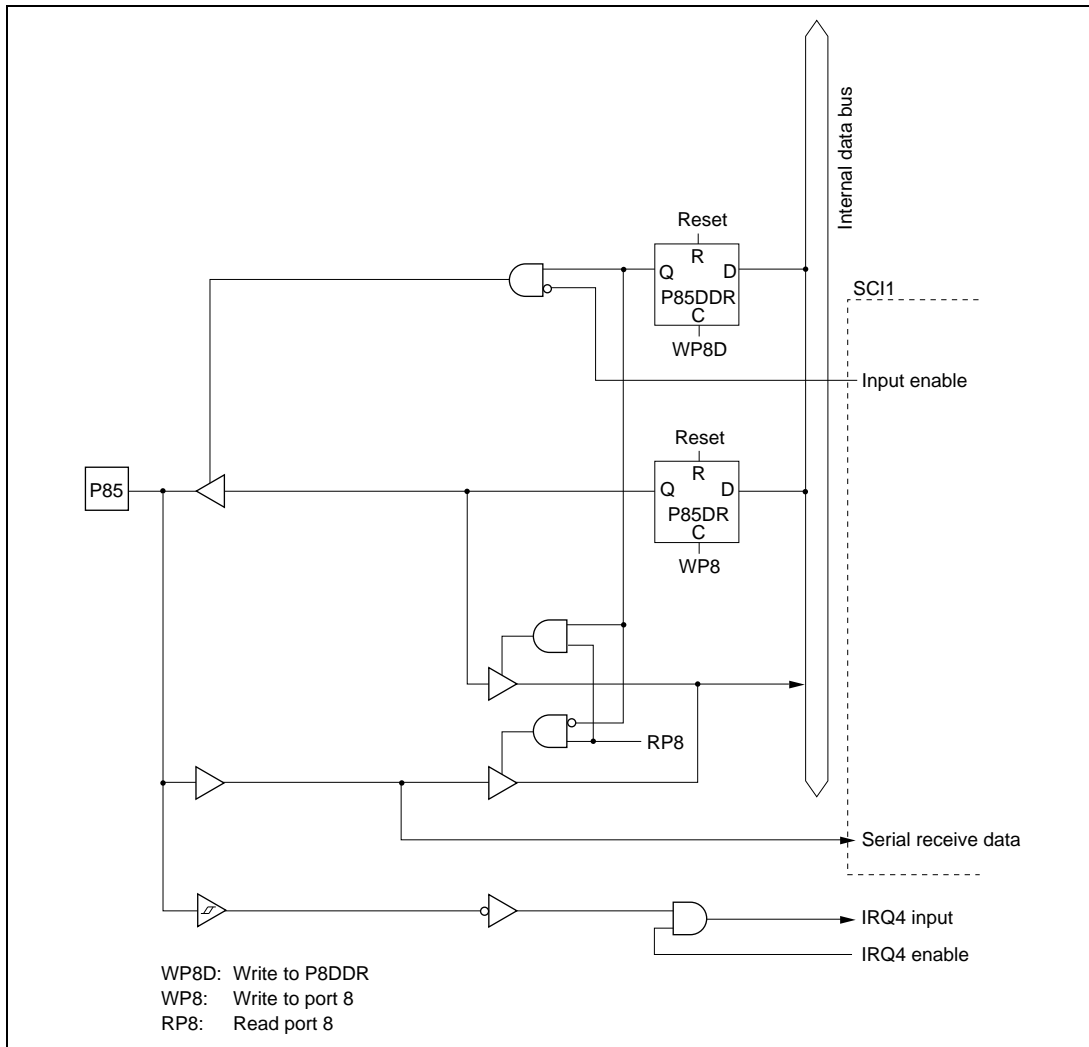 Internal data bus
Reset
R
Q D
P85DDR
C
WP8D
SCI1
Input enable
Reset
R
P85
Q D
P85DR
C
WP8
RP8
Serial receive data
IRQ4 input
IRQ4 enable
WP8D: Write to P8DDR
WP8: Write to port 8
RP8: Read port 8